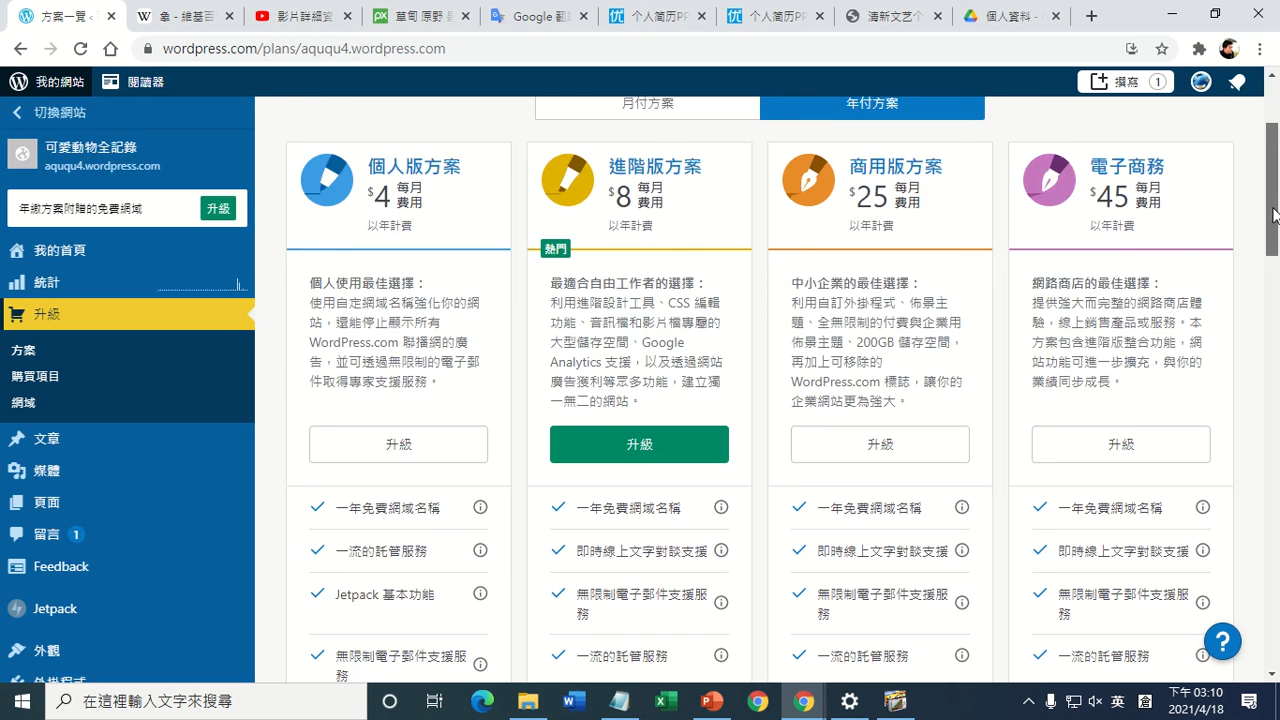 方案一覽 ‹
象 - 維基百
影片詳細資
草甸 原野
Google 翻
个人简历PP
个人简历PP
清新文艺个
個人資料 -
wordpress.com/plans/aququ4.wordpress.com
我的網站
閱讀器
撰寫 1
切換網站
可愛動物全記錄
aququ4.wordpress.com
年繳方案附贈的免費網域
升級
我的首頁
統計
升級
方案
購買項目
網域
文章
媒體
頁面
留言 1
Feedback
Jetpack
外觀
月付方案
年付方案
個人版方案
$4 每月費用
以年計費
個人使用最佳選擇：
使用自定網域名稱強化你的網
站，還能停止顯示所有
WordPress.com 聯播網的廣
告，並可透過無限制的電子郵
件取得專家支援服務。
升級
一年免費網域名稱
一流的託管服務
Jetpack 基本功能
無限制電子郵件支援服
務
進階版方案
$8 每月費用
以年計費
熱門
最適合自由工作者的選擇：
利用進階設計工具、CSS 編輯
功能、音訊檔和影片檔專屬的
大型儲存空間、Google
Analytics 支援，以及透過網站
廣告獲利等眾多功能，建立獨
一無二的網站。
升級
一年免費網域名稱
即時線上文字對談支援
無限制電子郵件支援服
務
一流的託管服務
商用版方案
$25 每月費用
以年計費
中小企業的最佳選擇：
利用自訂外掛程式、佈景主
題、全無限制的付費與企業用
佈景主題、200GB 儲存空間，
再加上可移除的
WordPress.com 標誌，讓你的
企業網站更為強大。
升級
一年免費網域名稱
即時線上文字對談支援
無限制電子郵件支援服
務
一流的託管服務
電子商務
$45 每月費用
以年計費
網路商店的最佳選擇：
提供強大而完整的網路商店體
驗，線上銷售產品或服務。本
方案包含進階版整合功能，網
站功能可進一步擴充，與你的
業績同步成長。
升級
一年免費網域名稱
即時線上文字對談支援
無限制電子郵件支援服
務
一流的託管服務
在這裡輸入文字來搜尋
英
倉
下午 03:10
2021/4/18